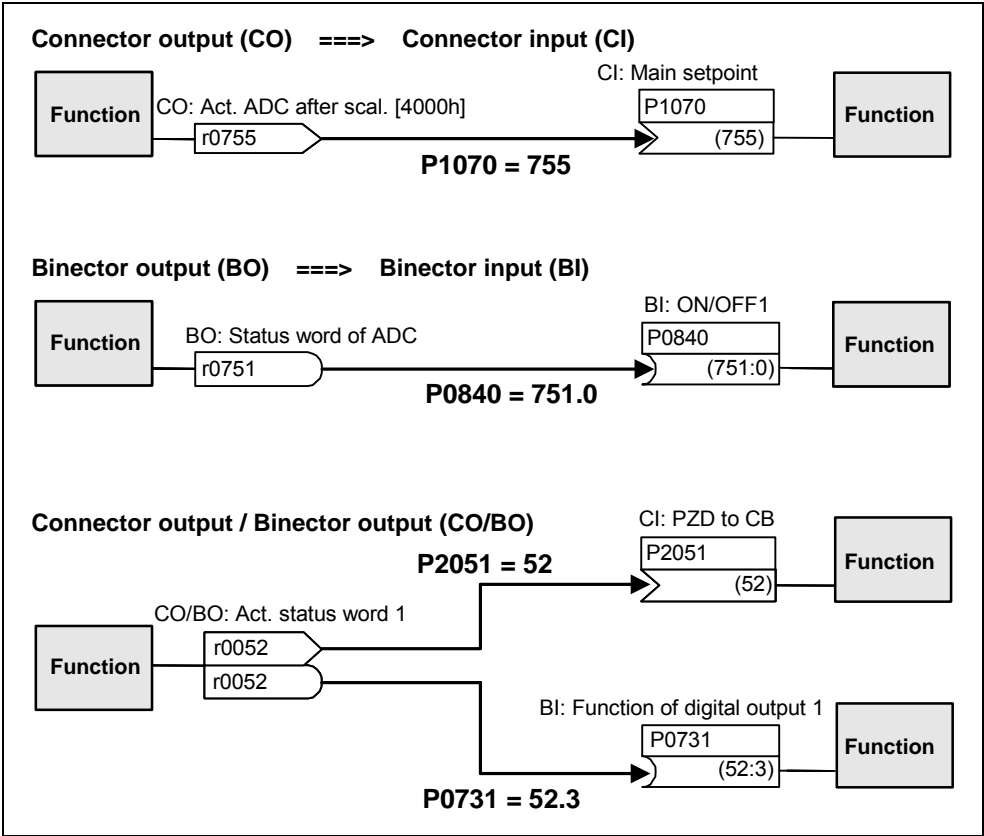 Connector output (CO) ===> Connector input (CI)
CI: Main setpoint
Function
CO: Act. ADC after scal. [4000h]
r0755
P1070
(755)
Function
P1070 = 755
Binector output (BO) ===> Binector input (BI)
BI: ON/OFF1
Function
BO: Status word of ADC
r0751
P0840
(751:0)
Function
P0840 = 751.0
Connector output / Binector output (CO/BO)
CI: PZD to CB
P2051 = 52
P2051
(52)
Function
CO/BO: Act. status word 1
Function
r0052
r0052
BI: Function of digital output 1
P0731
(52:3)
Function
P0731 = 52.3